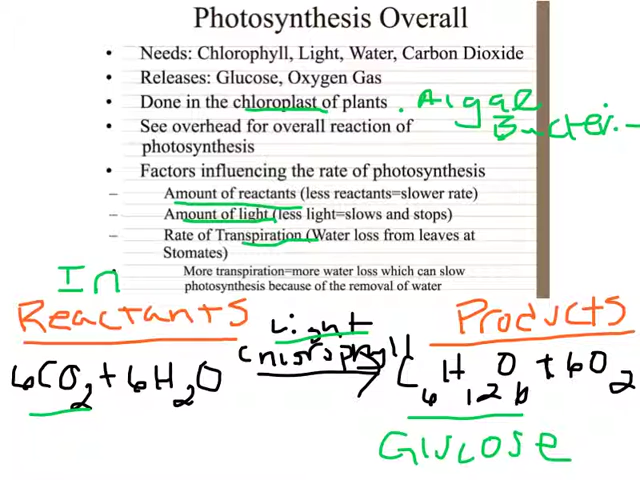 Photosynthesis Overall
• Needs: Chlorophyll, Light, Water, Carbon Dioxide
• Releases: Glucose, Oxygen Gas
• Done in the chloroplast of plants . Algae
Bacteri
• See overhead for overall reaction of
photosynthesis
• Factors influencing the rate of photosynthesis
– Amount of reactants (less reactants=slower rate)
– Amount of light (less light=slows and stops)
– Rate of Transpiration (Water loss from leaves at
Stomates)
In
More transpiration=more water loss which can slow
photosynthesis because of the removal of water
Reactants Light Products
6CO2 + 6H2O → C6H12O6 + 6O2
Glucose